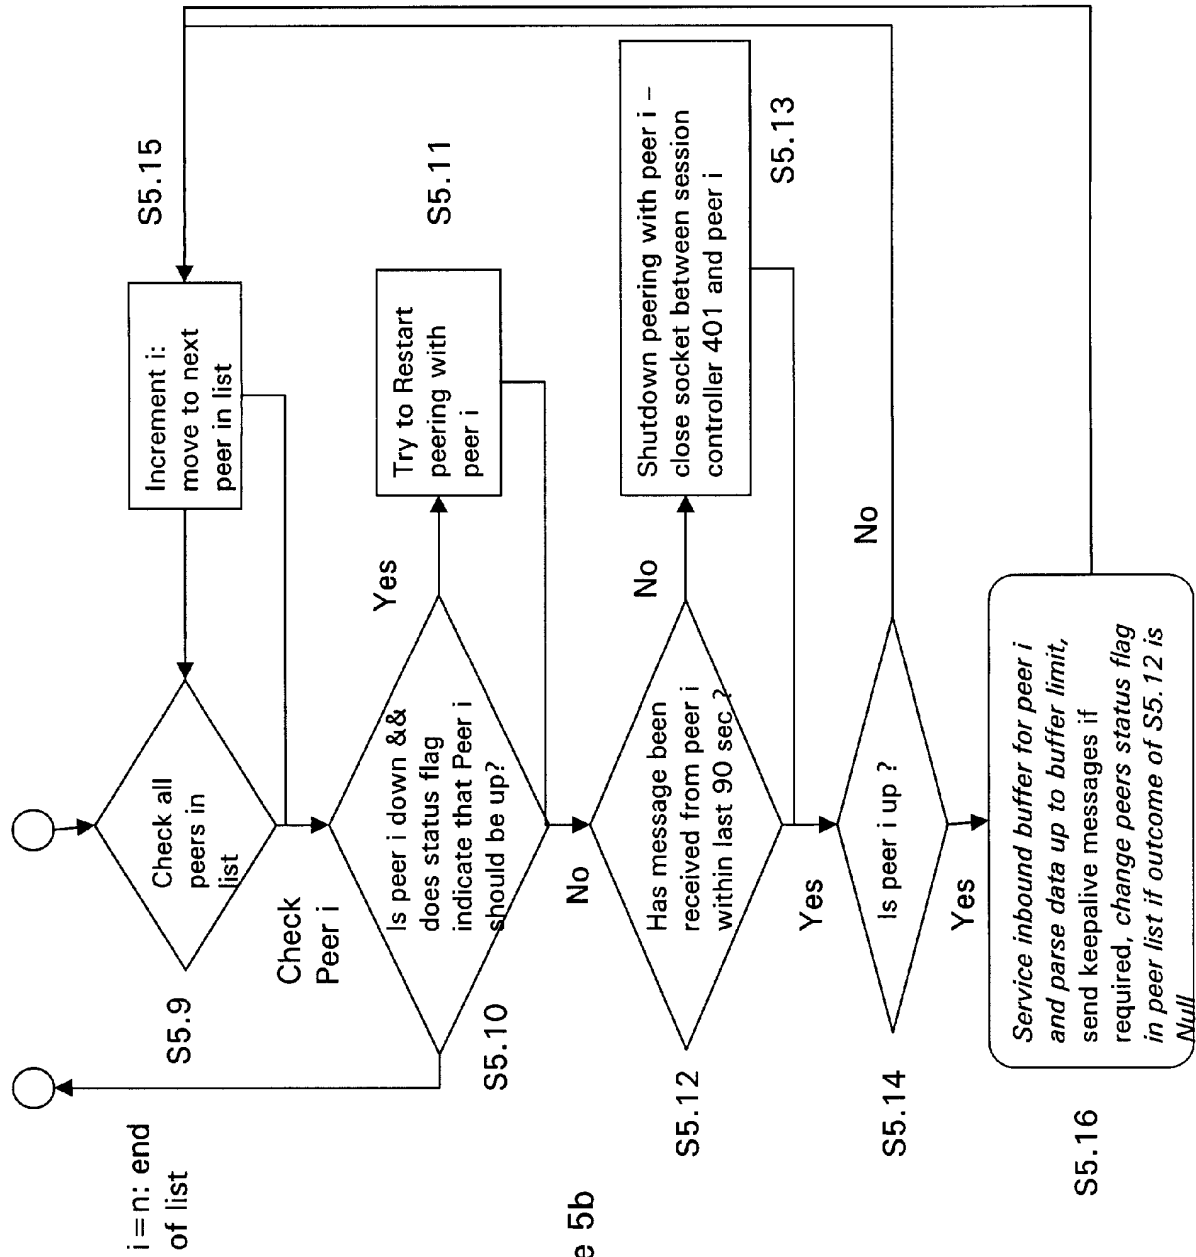 S5.15
Increment i:
move to next
peer in list
Check all
peers in
list
S5.9
i=n: end
of list
Check
Peer i
S5.11
Try to Restart
peering with
peer i
Yes
Is peer i down &&
does status flag
indicate that Peer i
should be up?
S5.10
No
S5.13
Shutdown peering with peer i –
close socket between session
controller 401 and peer i
No
Has message been
received from peer i
within last 90 sec.?
S5.12
Yes
No
Is peer i up ?
S5.14
Yes
Service inbound buffer for peer i
and parse data up to buffer limit,
send keepalive messages if
required, change peers status flag
in peer list if outcome of S5.12 is
Null
S5.16
e 5b